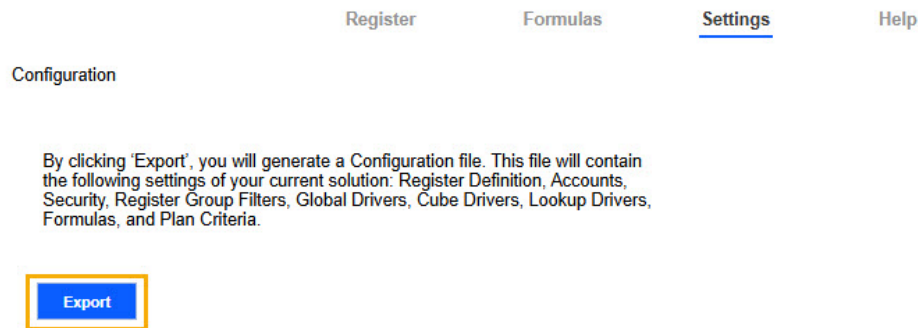 Register Formulas Settings Help
Configuration
By clicking ‘Export’, you will generate a Configuration file. This file will contain
the following settings of your current solution: Register Definition, Accounts,
Security, Register Group Filters, Global Drivers, Cube Drivers, Lookup Drivers,
Formulas, and Plan Criteria.
Export